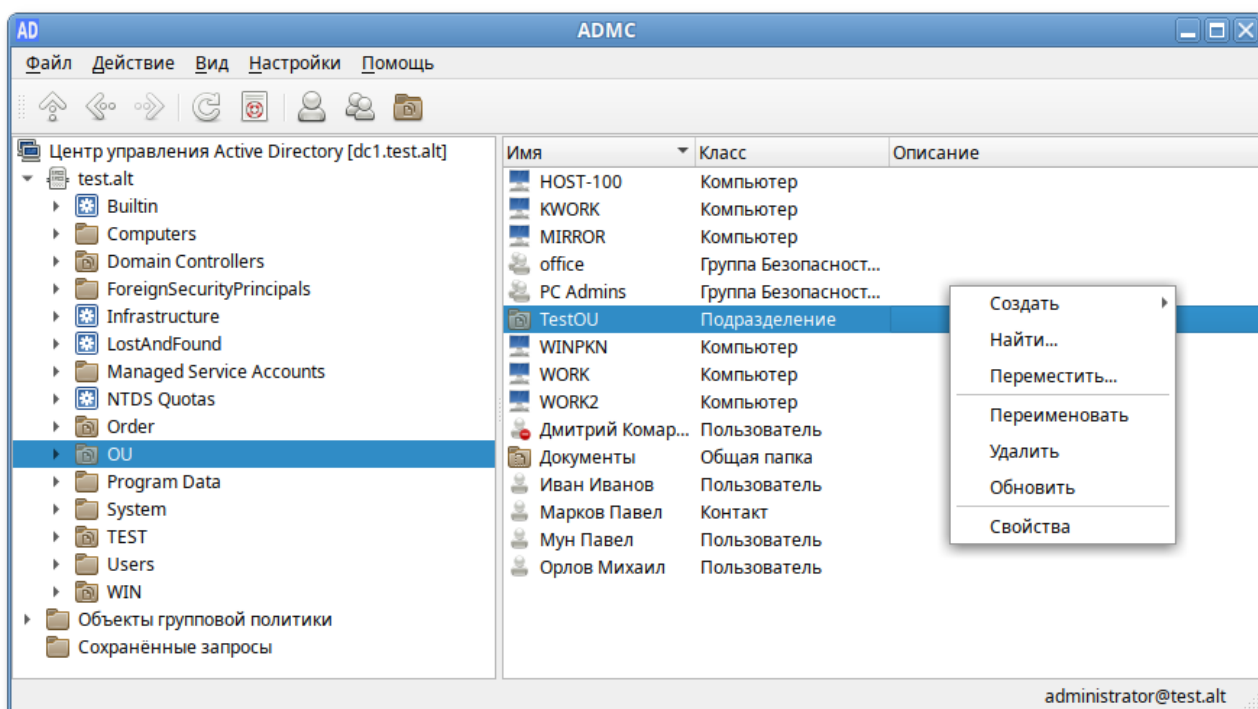 AD ADMC
Файл Действие Вид Настройки Помощь
Центр управления Active Directory [dc1.test.alt]
test.alt
Builtin
Computers
Domain Controllers
ForeignSecurityPrincipals
Infrastructure
LostAndFound
Managed Service Accounts
NTDS Quotas
Order
OU
Program Data
System
TEST
Users
WIN
Объекты групповой политики
Сохранённые запросы
Имя Класс Описание
HOST-100 Компьютер
KWORK Компьютер
MIRROR Компьютер
office Группа Безопасност...
PC Admins Группа Безопасност...
TestOU Подразделение
WINPKN Компьютер
WORK Компьютер
WORK2 Компьютер
Дмитрий Комар... Пользователь
Документы Общая папка
Иван Иванов Пользователь
Марков Павел Контакт
Мун Павел Пользователь
Орлов Михаил Пользователь
Создать
Найти...
Переместить...
Переименовать
Удалить
Обновить
Свойства
administrator@test.alt